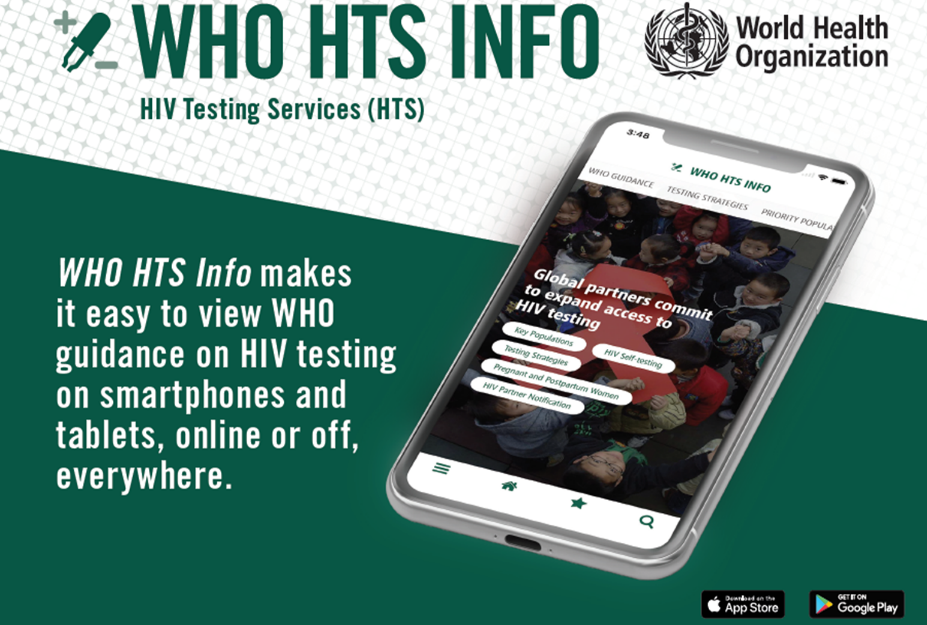 WHO HTS INFO
HIV Testing Services (HTS)
World Health
Organization
3:48
WHO HTS INFO
WHO GUIDANCE TESTING STRATEGIES PRIORITY POPULA
Global partners commit
to expand access to
HIV testing
Key Populations
HIV Self-testing
Testing Strategies
Pregnant and Postpartum Women
HIV Partner Notification
WHO HTS Info makes
it easy to view WHO
guidance on HIV testing
on smartphones and
tablets, online or off,
everywhere.
Download on the
App Store
GET IT ON
Google Play